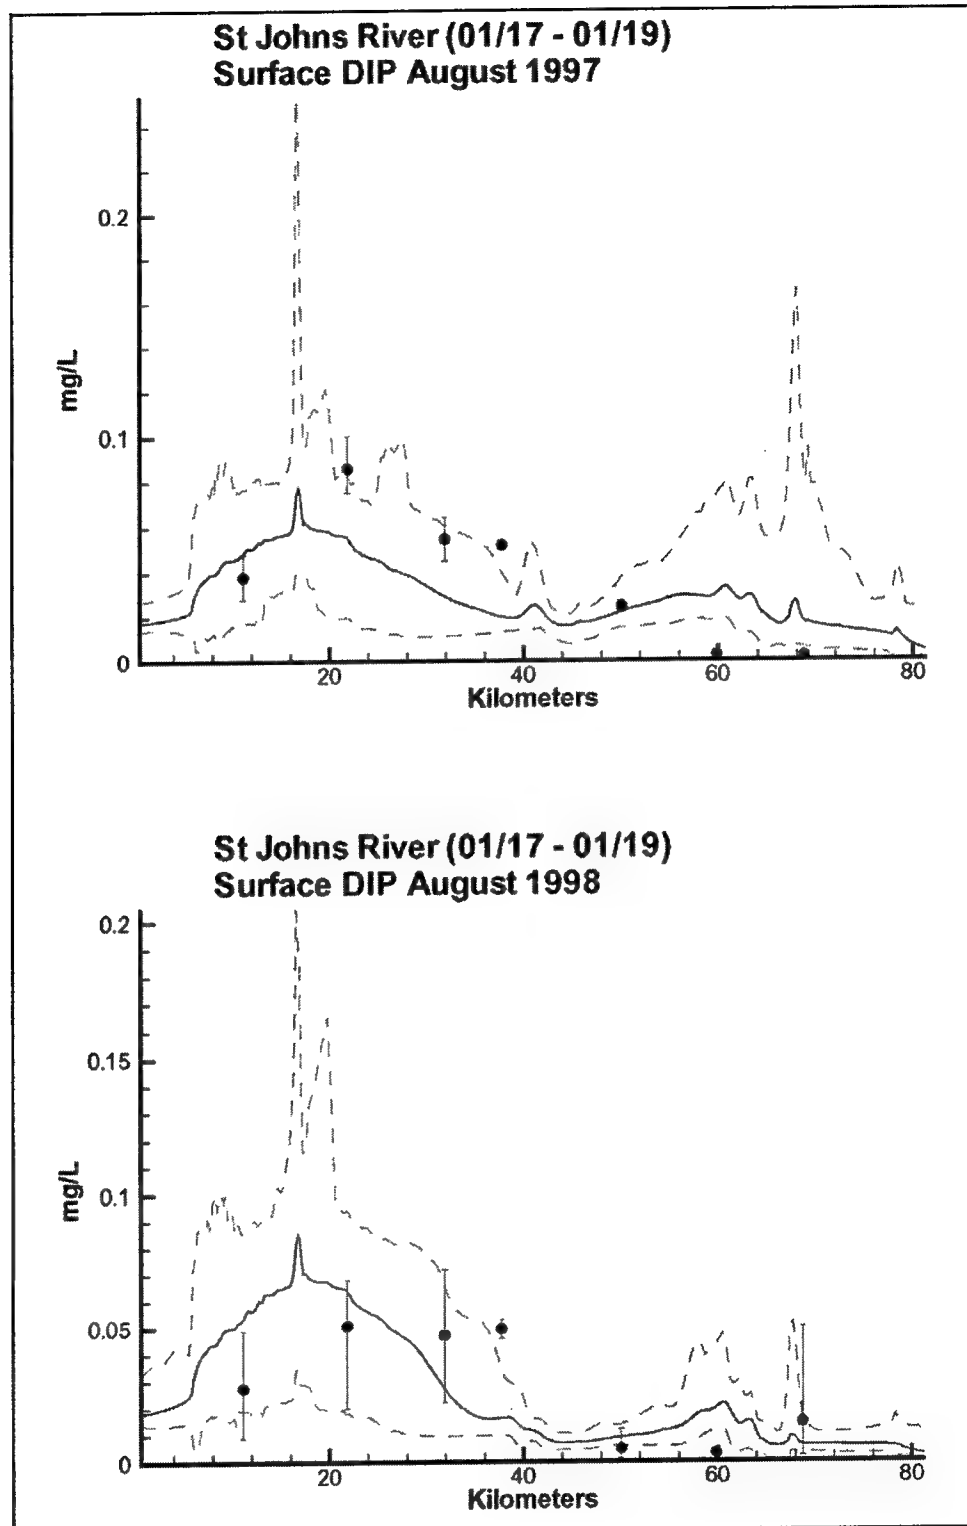 St Johns River (01/17 - 01/19)
Surface DIP August 1997
0.2
0.1
0
mg/L
20
40
60
80
Kilometers
St Johns River (01/17 - 01/19)
Surface DIP August 1998
0.2
0.15
0.1
0.05
0
mg/L
20
40
60
80
Kilometers